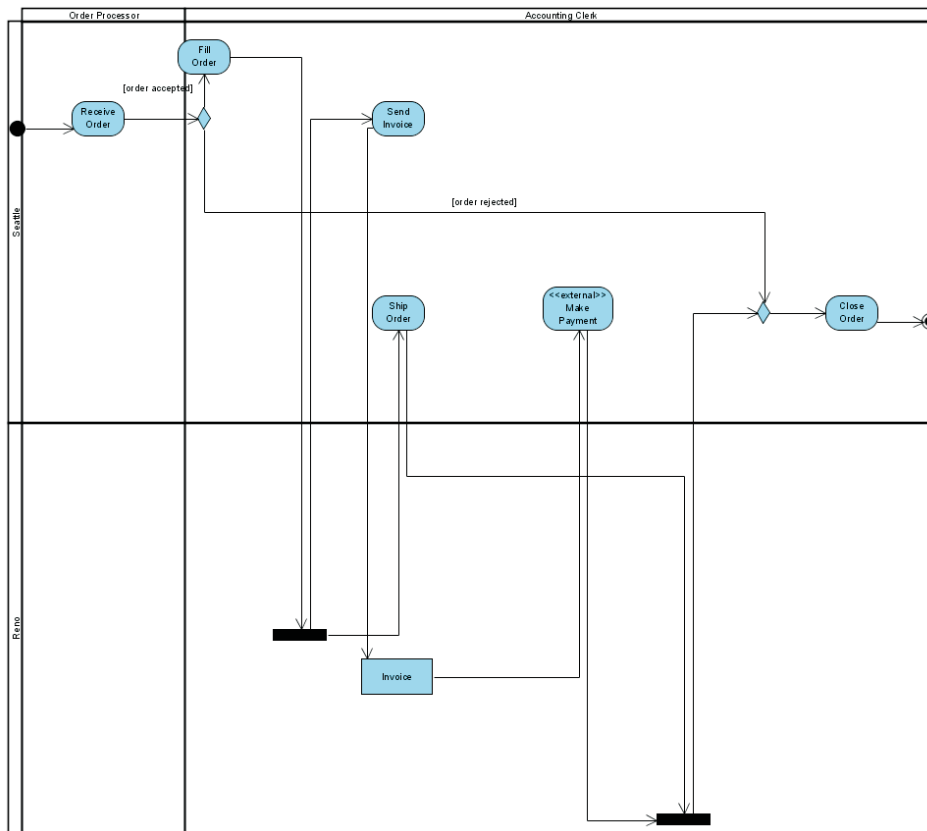 Order Processor
Accounting Clerk
Seattle
Fill
Order
[order accepted]
Receive
Order
Send
Invoice
[order rejected]
Ship
Order
<<external>>
Make
Payment
Close
Order
Reno
Invoice